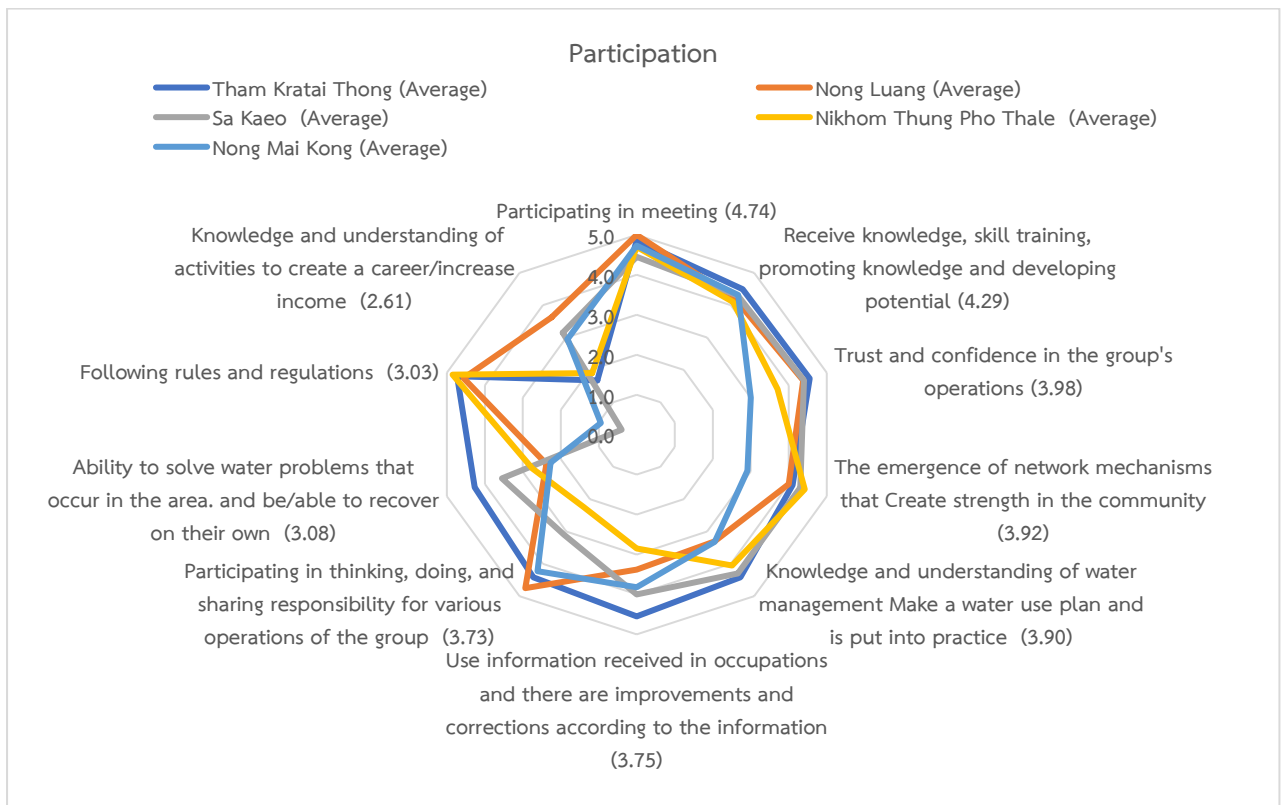 Participation
Tham Kratai Thong (Average)
Nong Luang (Average)
Sa Kaeo (Average)
Nikhom Thung Pho Thale (Average)
Nong Mai Kong (Average)
Participating in meeting (4.74)
Receive knowledge, skill training,
promoting knowledge and developing
potential (4.29)
Trust and confidence in the group's
operations (3.98)
The emergence of network mechanisms
that Create strength in the community
(3.92)
Knowledge and understanding of water
management Make a water use plan and
is put into practice (3.90)
Use information received in occupations
and there are improvements and
corrections according to the information
(3.75)
Participating in thinking, doing, and
sharing responsibility for various
operations of the group (3.73)
Ability to solve water problems that
occur in the area. and be/able to recover
on their own (3.08)
Following rules and regulations (3.03)
Knowledge and understanding of
activities to create a career/increase
income (2.61)
5.0
4.0
3.0
2.0
1.0
0.0